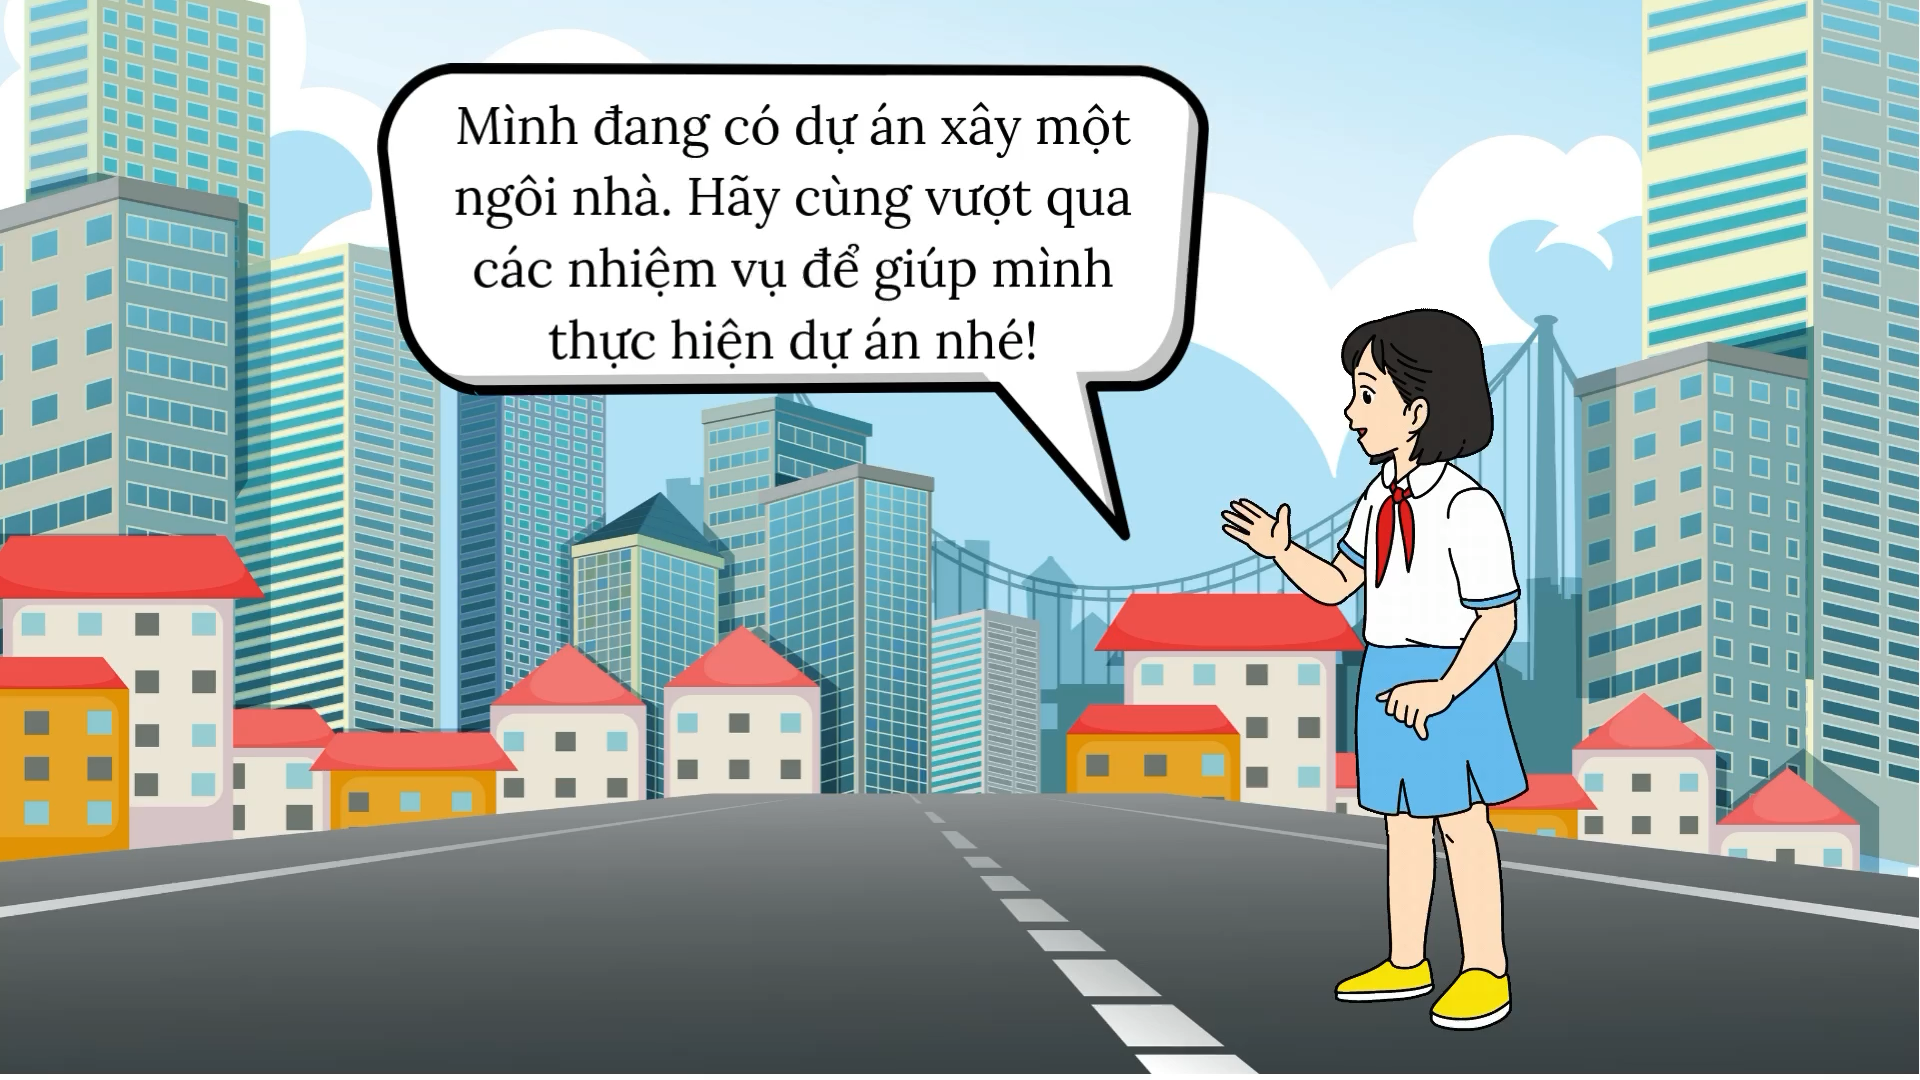 Mình đang có dự án xây một
ngôi nhà. Hãy cùng vượt qua
các nhiệm vụ để giúp mình
thực hiện dự án nhé!